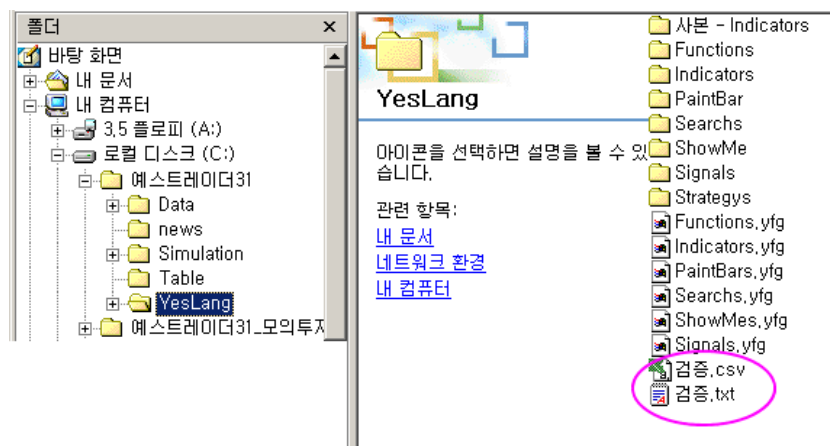 폴더
바탕 화면
내 문서
내 컴퓨터
3,5 플로피 (A:)
로컬 디스크 (C:)
예스트레이더31
Data
news
Simulation
Table
YesLang
예스트레이더31_모의투자
YesLang
아이콘을 선택하면 설명을 볼 수 있
습니다.
관련 항목:
내 문서
네트워크 환경
내 컴퓨터
사본 - Indicators
Functions
Indicators
PaintBar
Searchs
ShowMe
Signals
Strategys
Functions,yfg
Indicators,yfg
PaintBars,yfg
Searchs,yfg
ShowMes,yfg
Signals,yfg
검증,csv
검증,txt